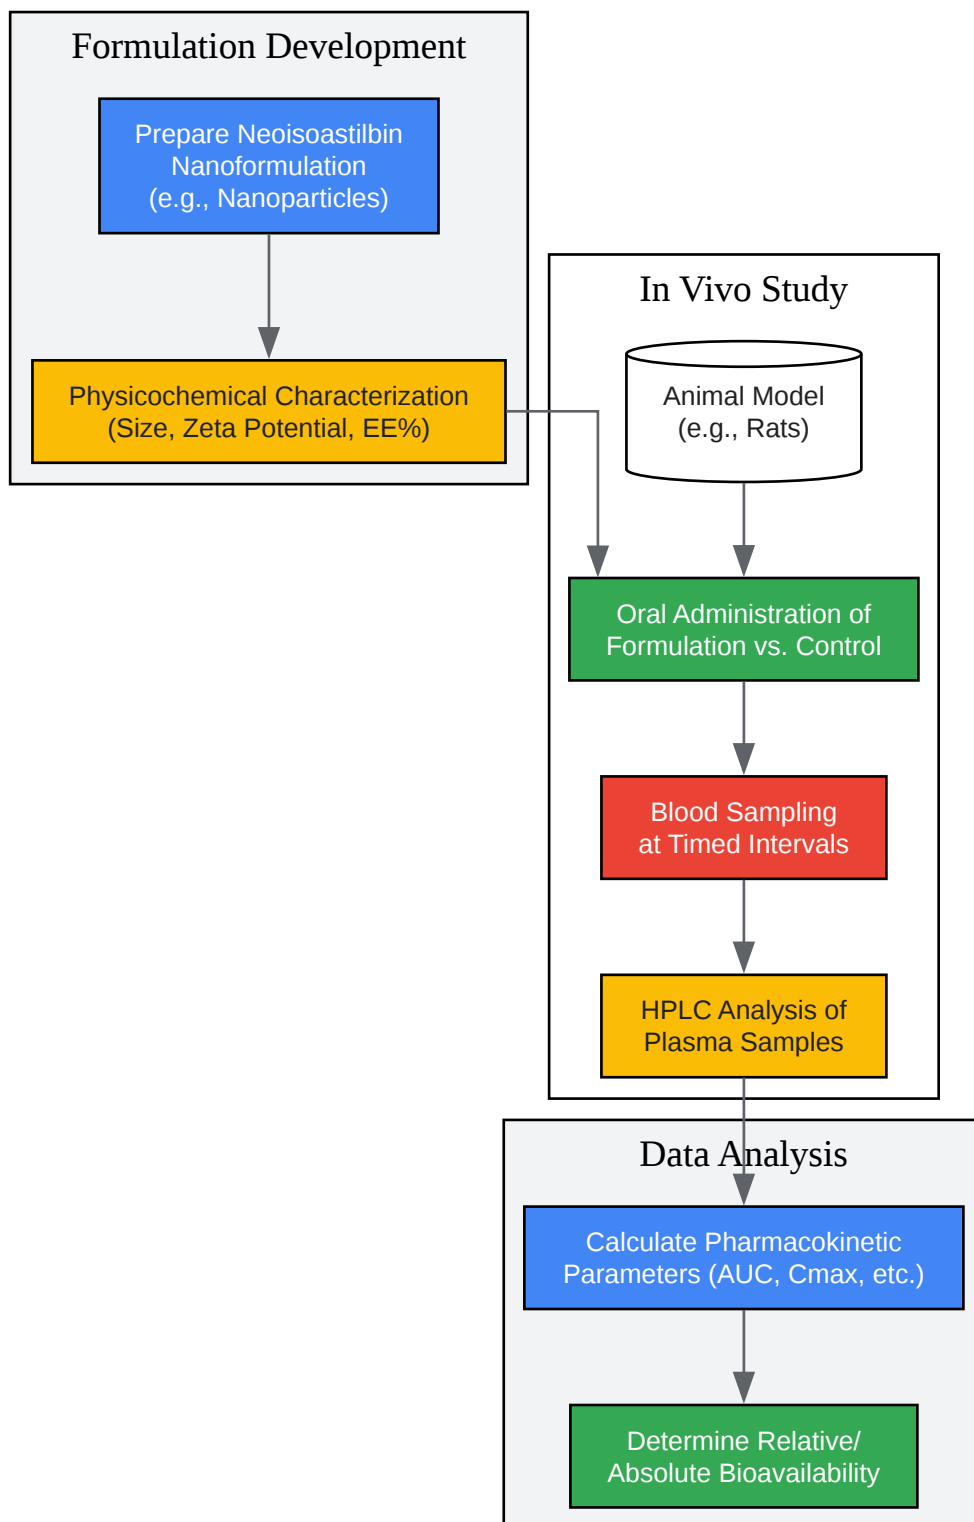 Formulation Development
Prepare Neoisoastilbin
Nanoformulation
(e.g., Nanoparticles)
Physicochemical Characterization
(Size, Zeta Potential, EE%)
In Vivo Study
Animal Model
(e.g., Rats)
Oral Administration of
Formulation vs. Control
Blood Sampling
at Timed Intervals
HPLC Analysis of
Plasma Samples
Data Analysis
Calculate Pharmacokinetic
Parameters (AUC, Cmax, etc.)
Determine Relative/
Absolute Bioavailability